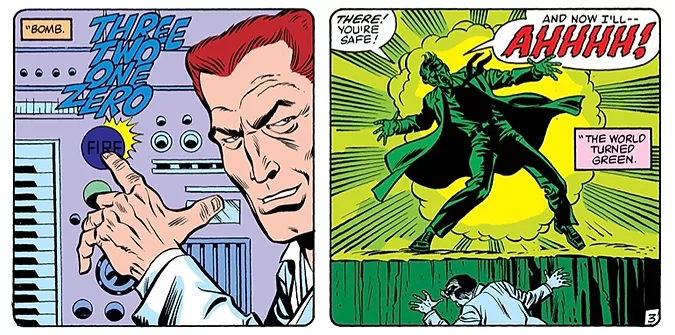 "BOMB.
THREE
TWO
ONE
ZERO
FIRE
THERE!
YOU'RE
SAFE!
AND NOW I'LL--
AHHHH!
"THE WORLD
TURNED
GREEN.
3